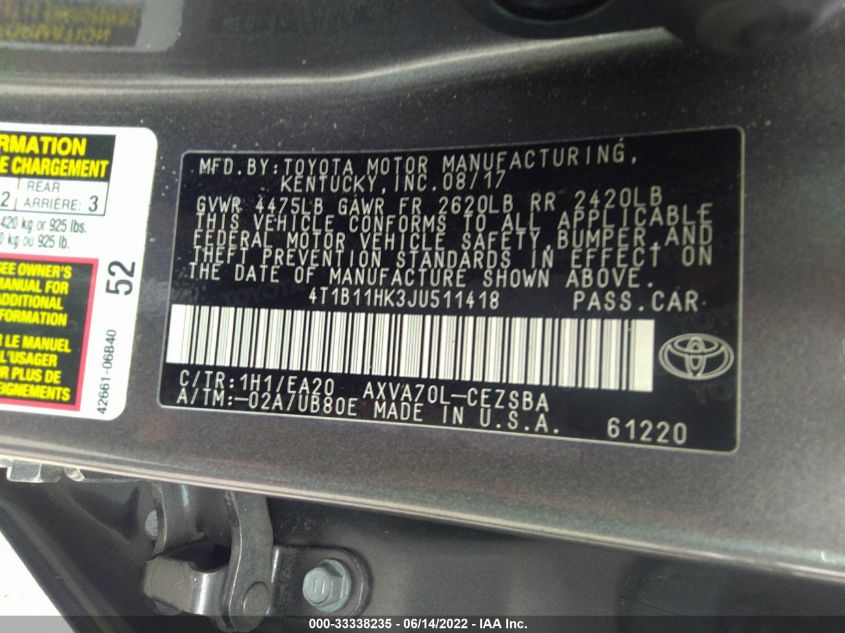 MFD.BY:TOYOTA MOTOR MANUFACTURING,
KENTUCKY, INC. 08/17
GVWR 4475LB GAWR FR 2620LB RR 2420LB
THIS VEHICLE CONFORMS TO ALL APPLICABLE
FEDERAL MOTOR VEHICLE SAFETY,BUMPER,AND
THEFT PREVENTION STANDARDS IN EFFECT ON
THE DATE OF MANUFACTURE SHOWN ABOVE.
4T1B11HK3JU511418 PASS.CAR
C/TR:1H1/EA20 AXVA70L-CEZSBA
A/TM:-02A/UB80E MADE IN U.S.A.
61220
RMATION
E CHARGEMENT
2 REAR
ARRIÈRE: 3
420 kg or 925 lbs.
kg ou 925 lb.
SEE OWNER'S
MANUAL FOR
ADDITIONAL
INFORMATION
LE MANUEL
L'USAGER
R PLUS DE
EIGNEMENTS
52
42661-06B40
000-33338235 - 06/14/2022 - IAA Inc.